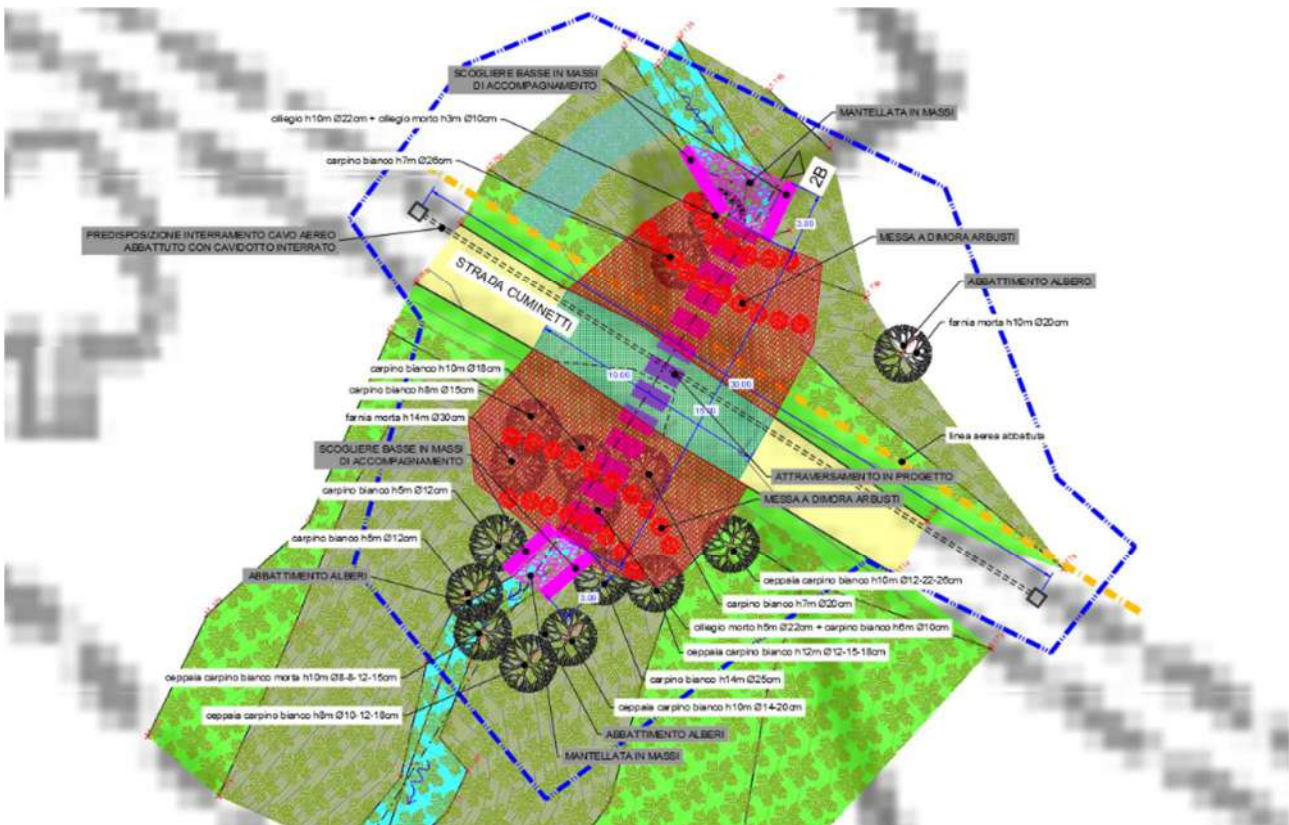 SCOGLIERE BASSE IN MASSI
DI ACCOMPAGNAMENTO
MANTELLATA IN MASSI
ciliegio h10m Ø22cm + ciliegio morto h3m Ø10cm
carpino bianco h7m Ø26cm
2B
3.00
PREDISPOSIZIONE INTERRAMENTO CAVO AEREO
ABBATTUTO CON CAVIDOTTO INTERRATO
MESSA A DIMORA ARBUSTI
STRADA CUMINETTI
ABBATTIMENTO ALBERO
farnia morta h10m Ø20cm
carpino bianco h10m Ø18cm
10.00
30.00
carpino bianco h8m Ø15cm
15.00
farnia morta h14m Ø30cm
linea aerea abbattuta
SCOGLIERE BASSE IN MASSI
DI ACCOMPAGNAMENTO
ATTRAVERSAMENTO IN PROGETTO
carpino bianco h5m Ø12cm
MESSA A DIMORA ARBUSTI
carpino bianco h5m Ø12cm
ABBATTIMENTO ALBERI
ceppaia carpino bianco h10m Ø12-22-26cm
3.00
carpino bianco h7m Ø20cm
ciliegio morto h5m Ø22cm + carpino bianco h6m Ø10cm
ceppaia carpino bianco h12m Ø12-15-18cm
ceppaia carpino bianco morta h10m Ø8-8-12-15cm
carpino bianco h14m Ø25cm
ceppaia carpino bianco h10m Ø14-20cm
ceppaia carpino bianco h8m Ø10-12-18cm
ABBATTIMENTO ALBERI
MANTELLATA IN MASSI